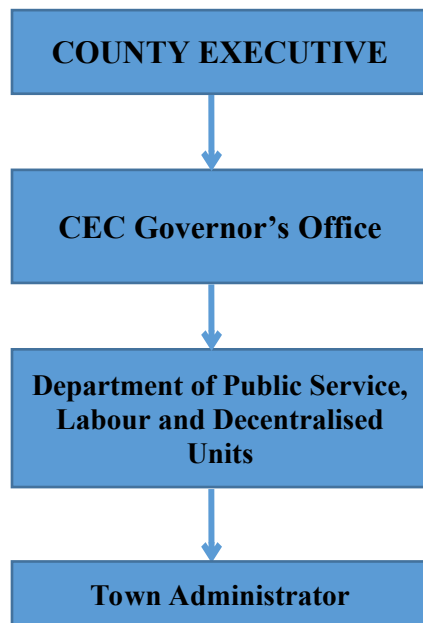 COUNTY EXECUTIVE
CEC Governor’s Office
Department of Public Service,
Labour and Decentralised
Units
Town Administrator